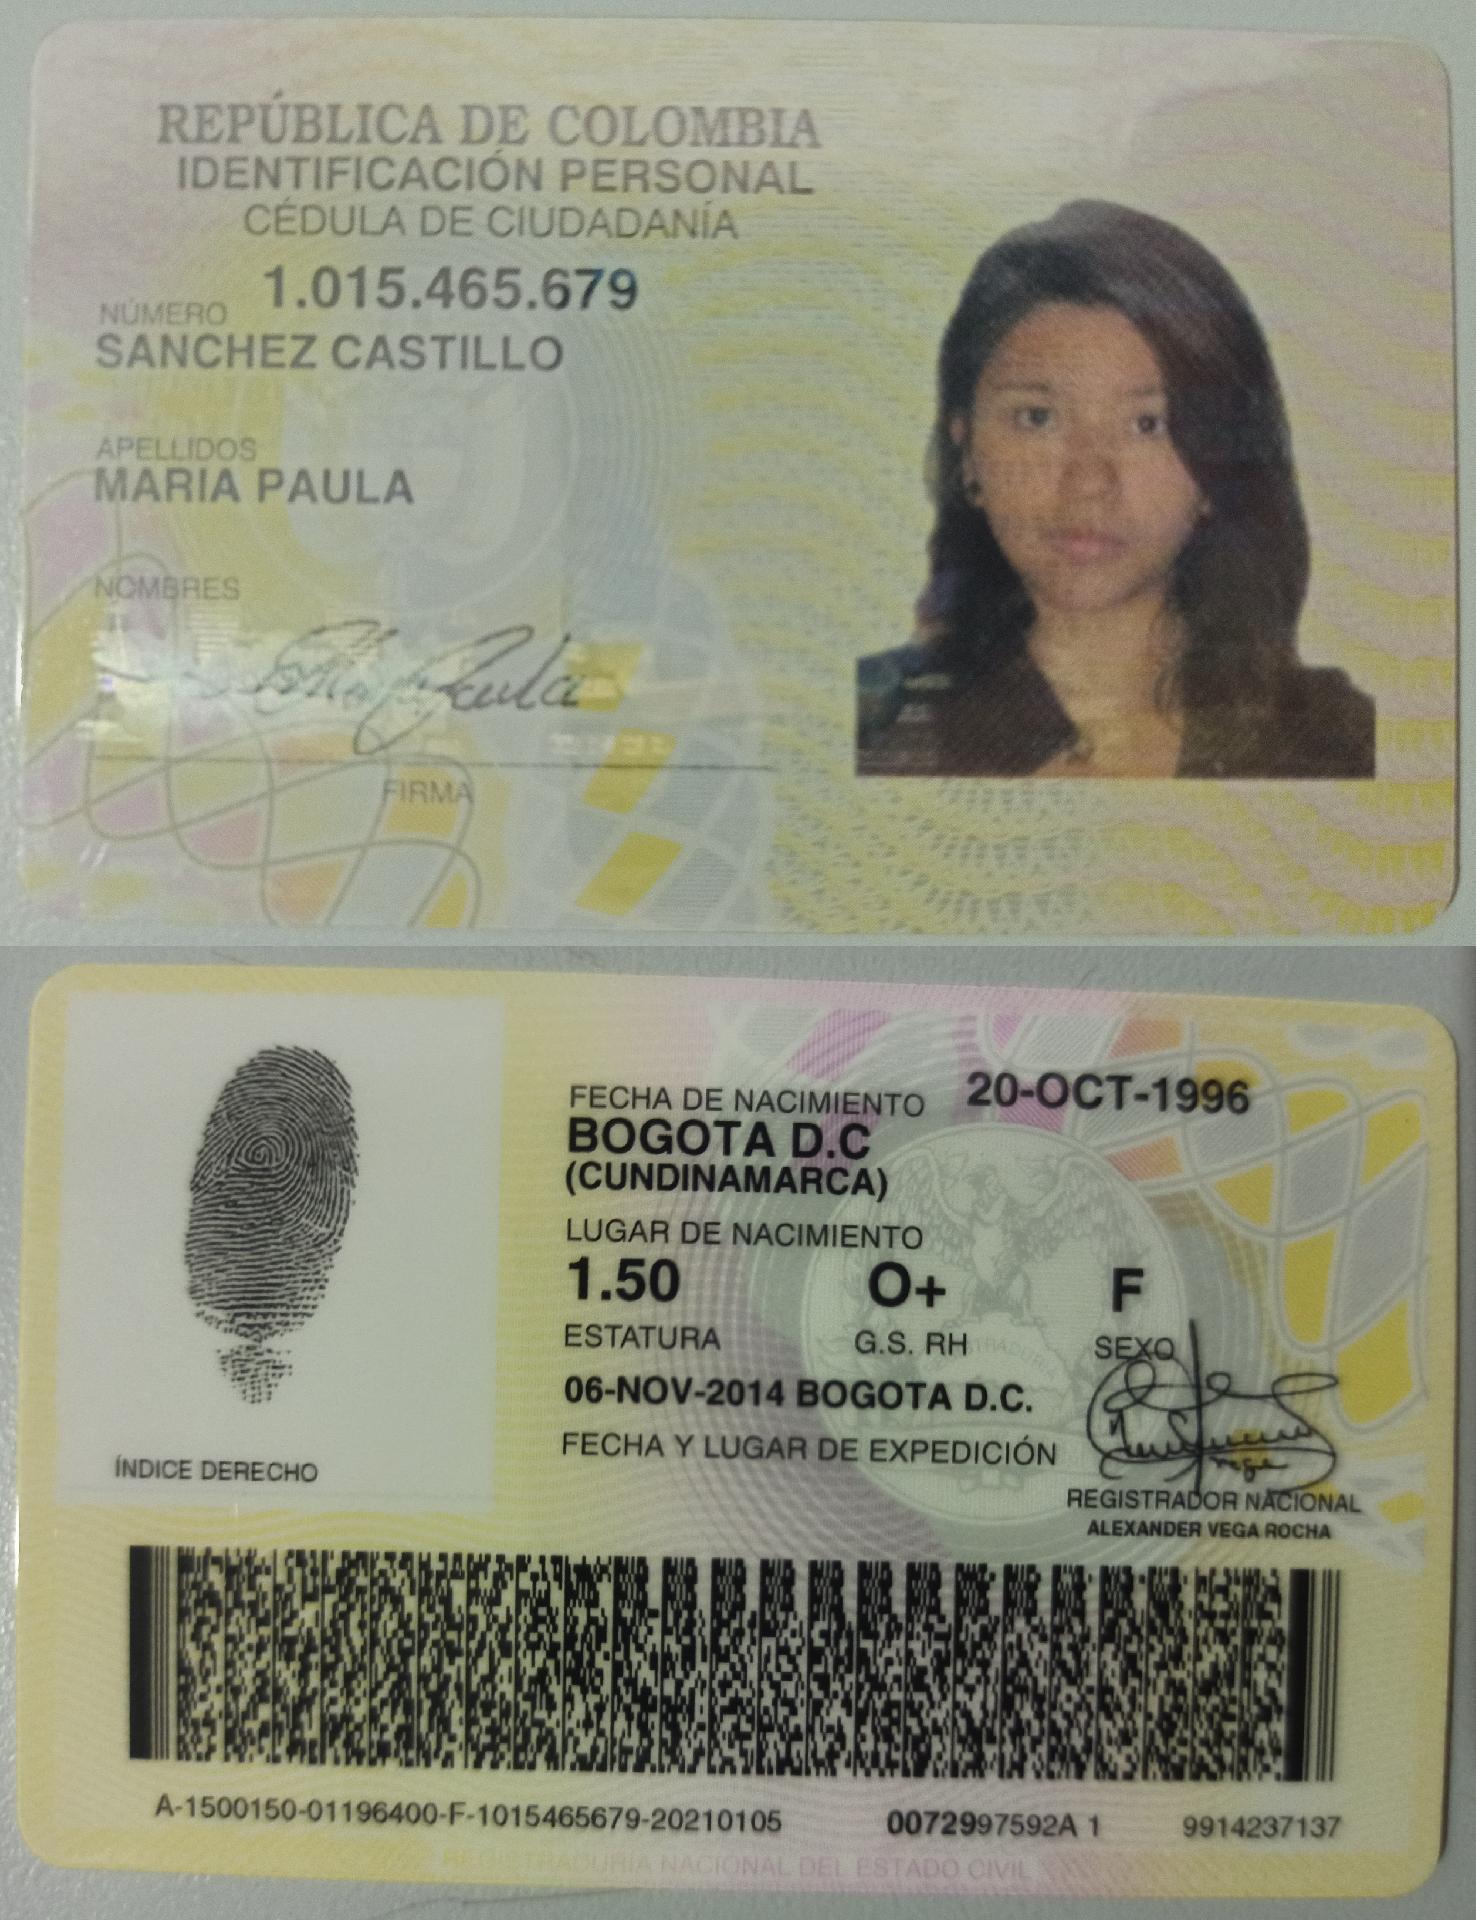 REPÚBLICA DE COLOMBIA
IDENTIFICACIÓN PERSONAL
CÉDULA DE CIUDADANÍA
NÚMERO 1.015.465.679
SANCHEZ CASTILLO
APELLIDOS
MARIA PAULA
NOMBRES
Paula
FIRMA
FECHA DE NACIMIENTO 20-OCT-1996
BOGOTA D.C
(CUNDINAMARCA)
LUGAR DE NACIMIENTO
1.50 O+ F
ESTATURA G.S. RH SEXO
06-NOV-2014 BOGOTA D.C.
FECHA Y LUGAR DE EXPEDICIÓN
ÍNDICE DERECHO
REGISTRADOR NACIONAL
ALEXANDER VEGA ROCHA
A-1500150-01196400-F-1015465679-20210105 0072997592A 1 9914237137
REGISTRADURIA NACIONAL DEL ESTADO CIVIL